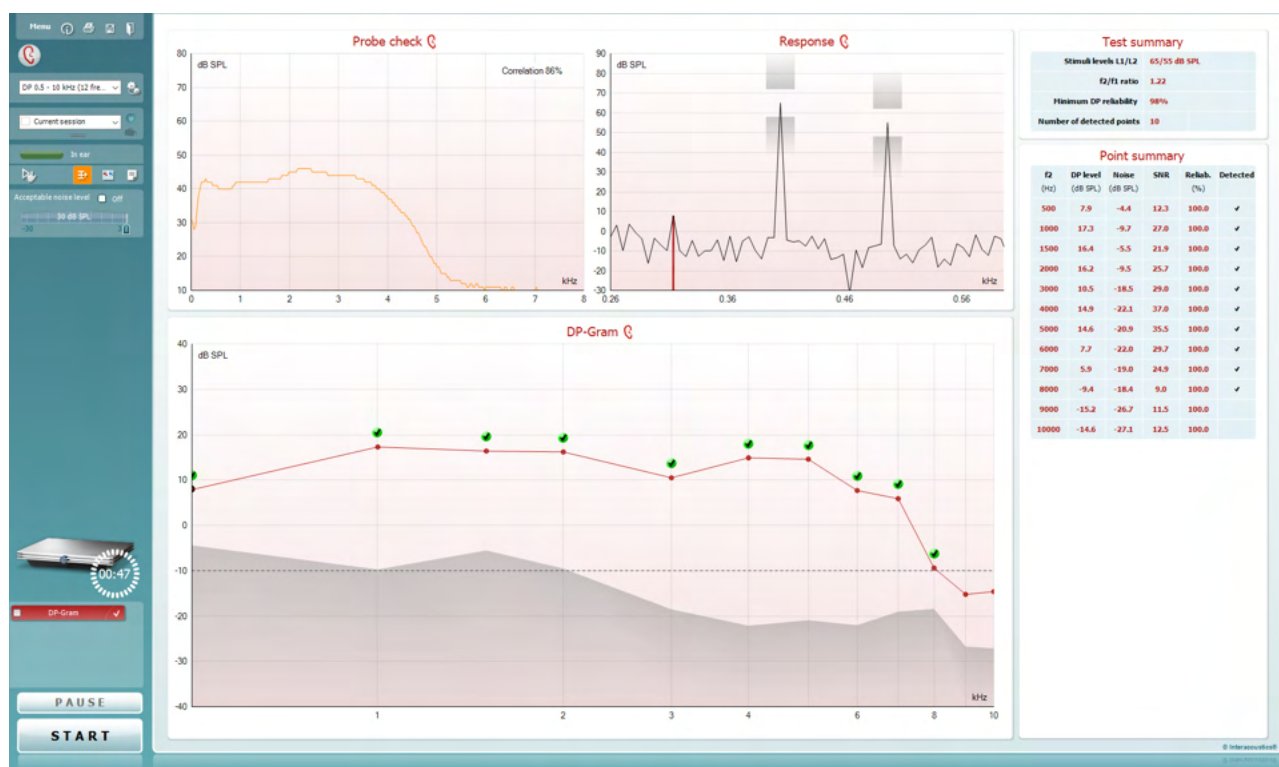 Menu
DP 0.5 - 10 kHz (12 fre...
Current session
In ear
Acceptable noise level Off
30 dB SPL
-30 30
00:47
DP-Gram
PAUSE
START
Probe check
80
dB SPL
Correlation 86%
70
60
50
40
30
20
10
kHz
0 1 2 3 4 5 6 7 8
Response
90
dB SPL
80
70
60
50
40
30
20
10
0
-10
-20
-30
kHz
0.26 0.36 0.46 0.56
DP-Gram
40
dB SPL
30
20
10
0
-10
-20
-30
-40
kHz
1 2 3 4 6 8 10
Test summary
Stimuli levels L1/L2 65/55 dB SPL
f2/f1 ratio 1.22
Minimum DP reliability 98%
Number of detected points 10
Point summary
f2 DP level Noise SNR Reliab. Detected
(Hz) (dB SPL) (dB SPL) (%)
500 7.9 -4.4 12.3 100.0 ✔
1000 17.3 -9.7 27.0 100.0 ✔
1500 16.4 -5.5 21.9 100.0 ✔
2000 16.2 -9.5 25.7 100.0 ✔
3000 10.5 -18.5 29.0 100.0 ✔
4000 14.9 -22.1 37.0 100.0 ✔
5000 14.6 -20.9 35.5 100.0 ✔
6000 7.7 -22.0 29.7 100.0 ✔
7000 5.9 -19.0 24.9 100.0 ✔
8000 -9.4 -18.4 9.0 100.0 ✔
9000 -15.2 -26.7 11.5 100.0
10000 -14.6 -27.1 12.5 100.0
© Interacoustics®